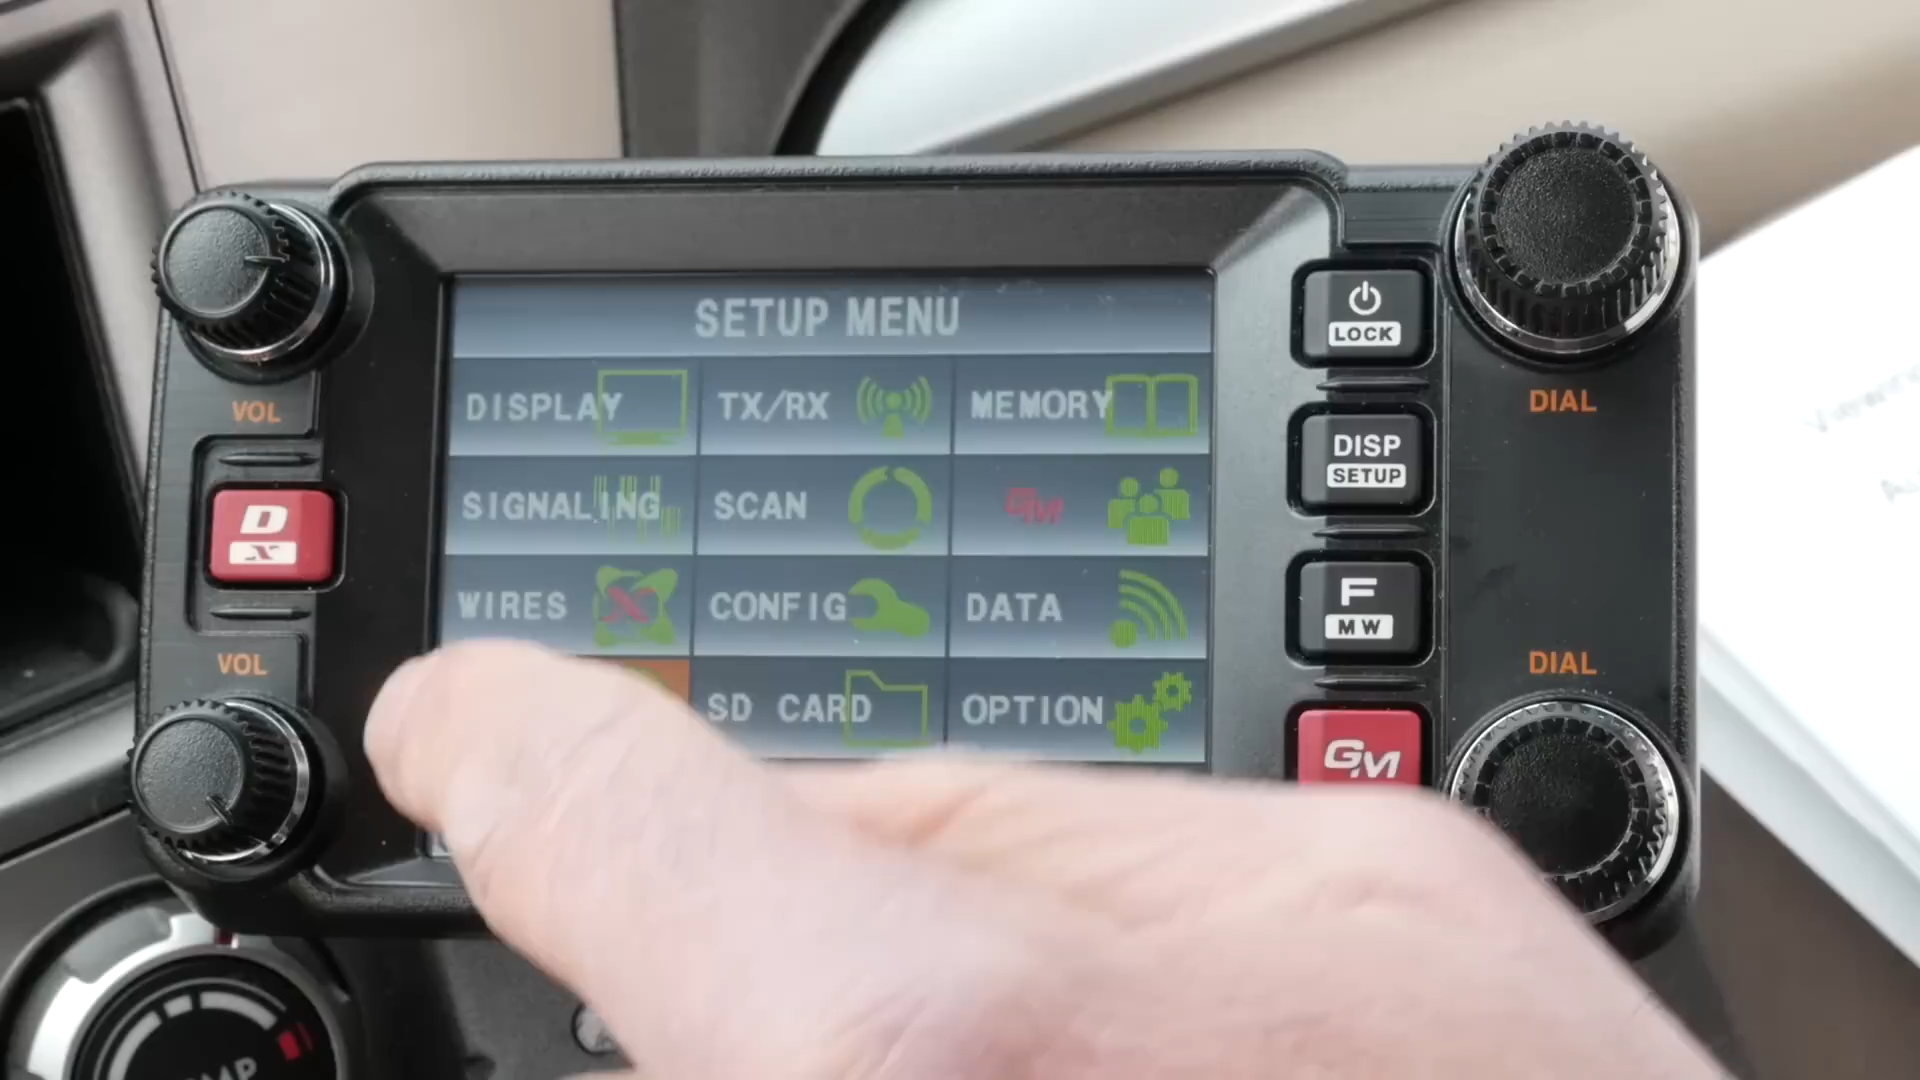 SETUP MENU
DISPLAY TX/RX MEMORY
SIGNALING SCAN GM
WIRES X CONFIG DATA
SD CARD OPTION
VOL
D
X
VOL
LOCK
DISP
SETUP
F
MW
GM
DIAL
DIAL